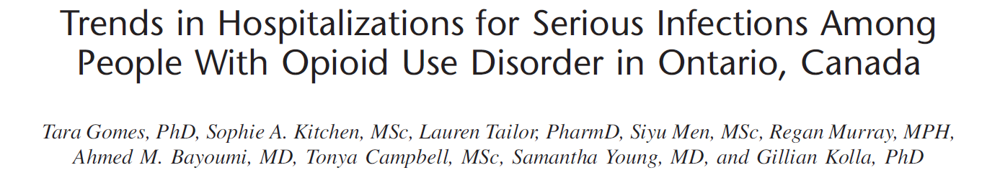 Trends in Hospitalizations for Serious Infections Among
People With Opioid Use Disorder in Ontario, Canada
Tara Gomes, PhD, Sophie A. Kitchen, MSc, Lauren Tailor, PharmD, Siyu Men, MSc, Regan Murray, MPH,
Ahmed M. Bayoumi, MD, Tonya Campbell, MSc, Samantha Young, MD, and Gillian Kolla, PhD